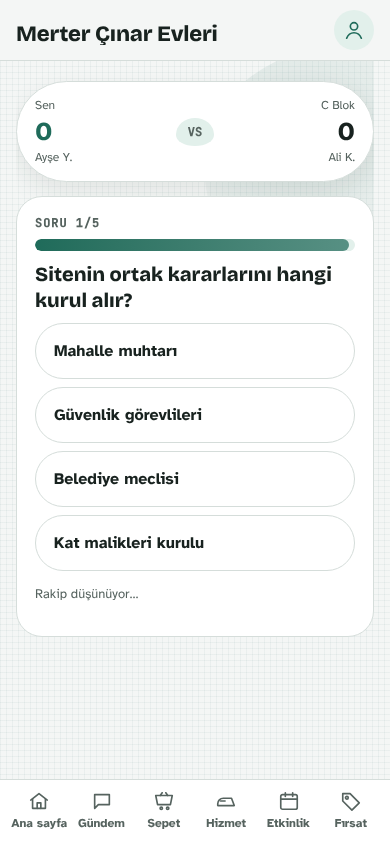 Merter Çınar Evleri
Sen
C Blok
0
VS
0
Ayşe Y.
Ali K.
SORU 1/5
Sitenin ortak kararlarını hangi
kurul alır?
Mahalle muhtarı
Güvenlik görevlileri
Belediye meclisi
Kat malikleri kurulu
Rakip düşünüyor...
Ana sayfa
Gündem
Sepet
Hizmet
Etkinlik
Fırsat